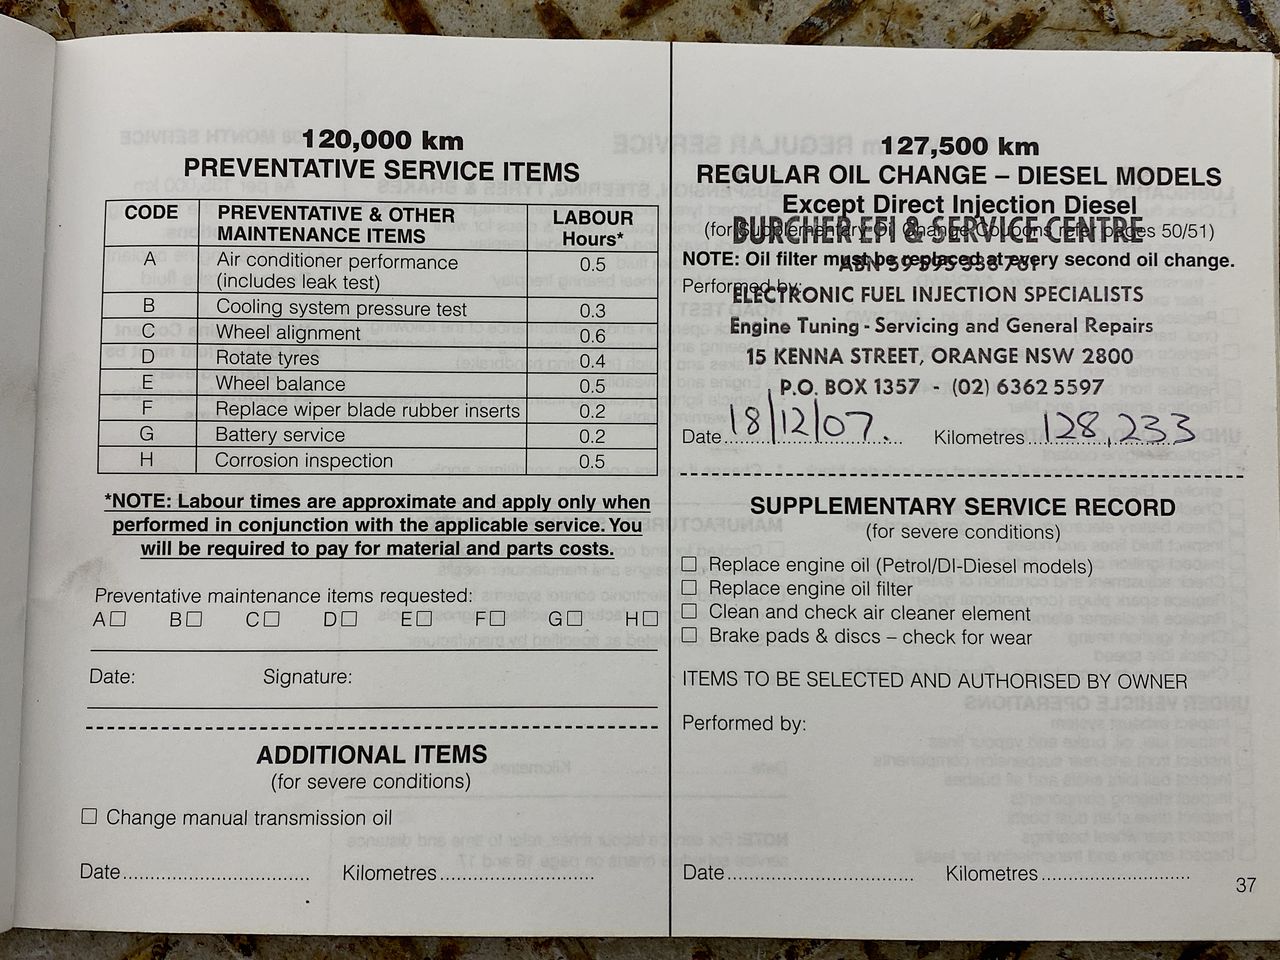 120,000 km
PREVENTATIVE SERVICE ITEMS
CODE PREVENTATIVE & OTHER MAINTENANCE ITEMS LABOUR Hours*
A Air conditioner performance (includes leak test) 0.5
B Cooling system pressure test 0.3
C Wheel alignment 0.6
D Rotate tyres 0.4
E Wheel balance 0.5
F Replace wiper blade rubber inserts 0.2
G Battery service 0.2
H Corrosion inspection 0.5
*NOTE: Labour times are approximate and apply only when
performed in conjunction with the applicable service. You
will be required to pay for material and parts costs.
Preventative maintenance items requested:
A☐ B☐ C☐ D☐ E☐ F☐ G☐ H☐
Date: Signature:
ADDITIONAL ITEMS
(for severe conditions)
☐ Change manual transmission oil
Date.............................. Kilometres.........................
127,500 km
REGULAR OIL CHANGE – DIESEL MODELS
Except Direct Injection Diesel
(for Supplementary Oil Change Coupons refer pages 50/51)
BURCHER EFI & SERVICE CENTRE
NOTE: Oil filter must be replaced at every second oil change.
ABN
Performed by:
ELECTRONIC FUEL INJECTION SPECIALISTS
Engine Tuning - Servicing and General Repairs
15 KENNA STREET, ORANGE NSW 2800
P.O. BOX 1357 - (02) 6362 5597
Date 18/12/07. Kilometres 128,233
SUPPLEMENTARY SERVICE RECORD
(for severe conditions)
☐ Replace engine oil (Petrol/DI-Diesel models)
☐ Replace engine oil filter
☐ Clean and check air cleaner element
☐ Brake pads & discs – check for wear
ITEMS TO BE SELECTED AND AUTHORISED BY OWNER
Performed by:
Date.............................. Kilometres........................
37